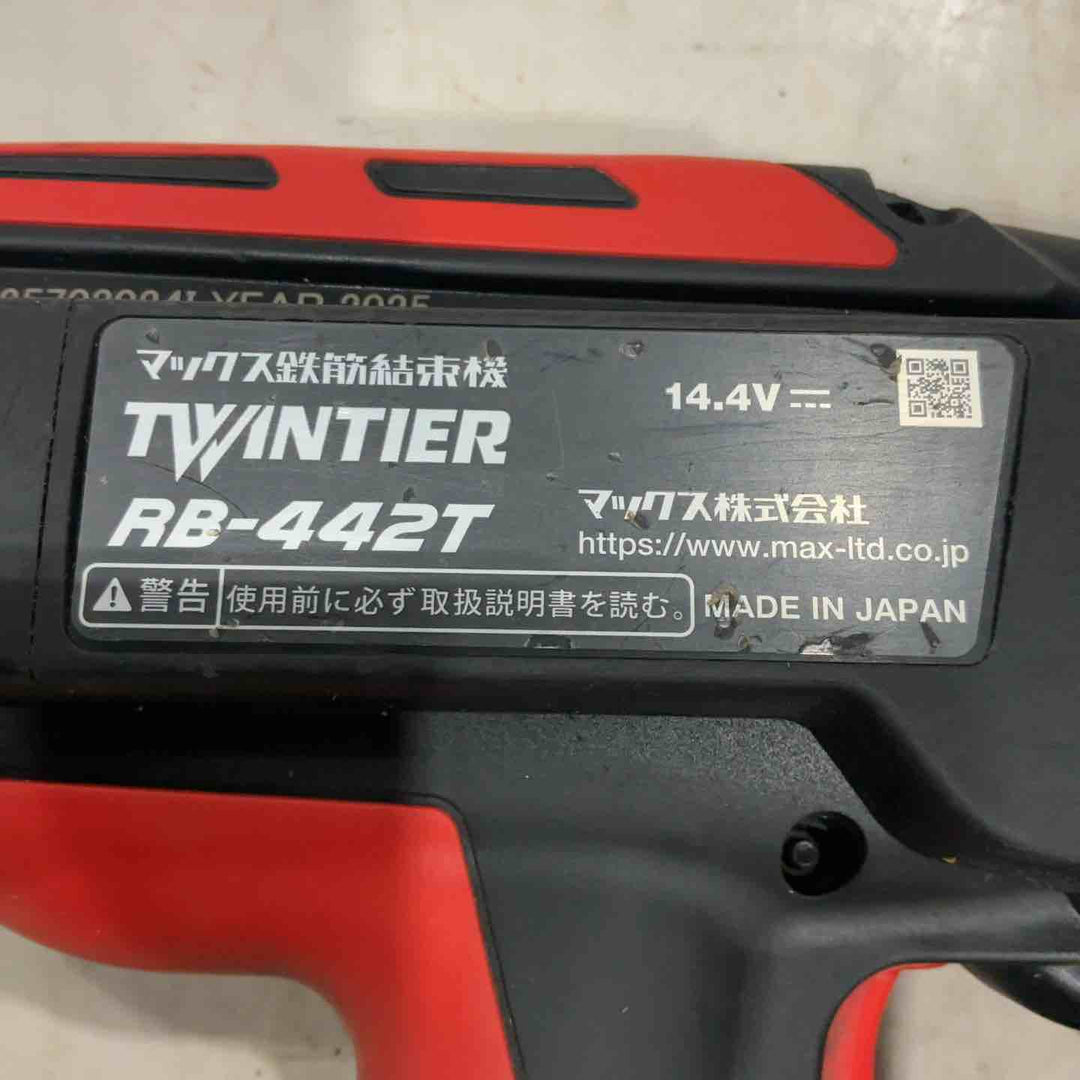 YEAR 2025
マックス鉄筋結束機
TWINTIER
RB-442T
14.4V
マックス株式会社
https://www.max-ltd.co.jp
警告 使用前に必ず取扱説明書を読む。
MADE IN JAPAN